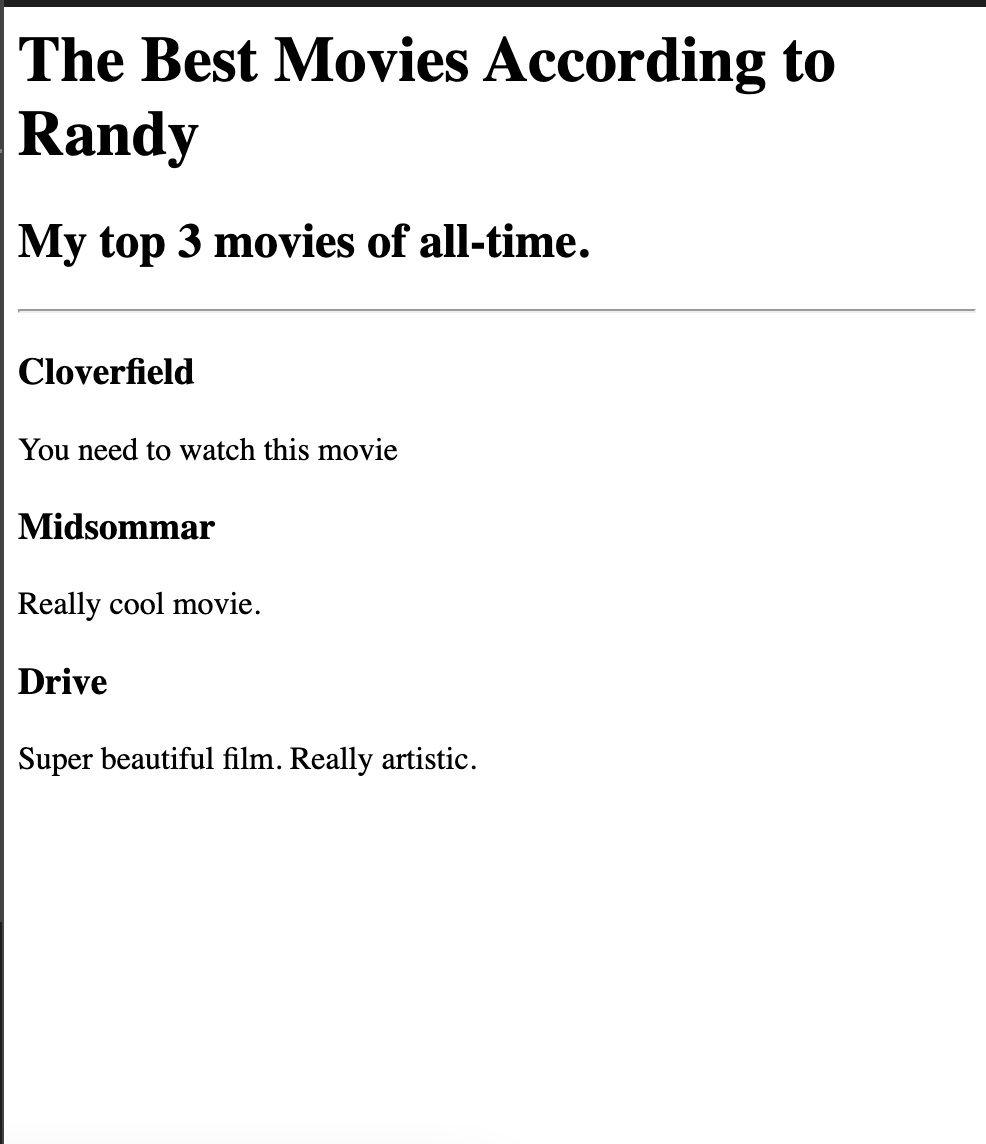 The Best Movies According to
Randy
My top 3 movies of all-time.
Cloverfield
You need to watch this movie
Midsommar
Really cool movie.
Drive
Super beautiful film. Really artistic.